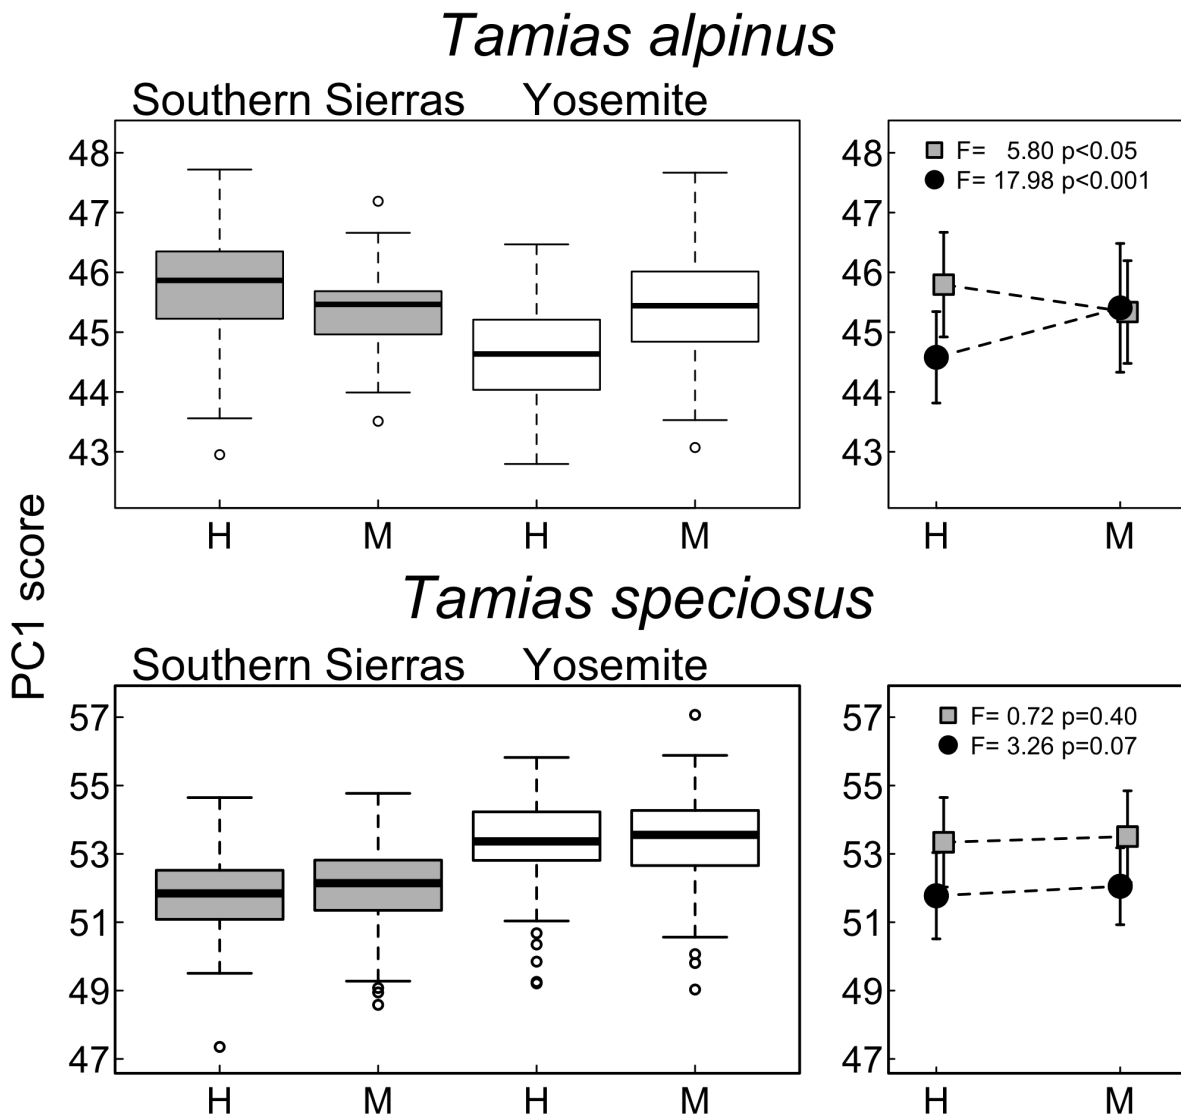 Tamias alpinus
Southern Sierras Yosemite
48
47
46
45
44
43
H M H M
48
47
46
45
44
43
F= 5.80 p<0.05
F= 17.98 p<0.001
H M
PC1 score
Tamias speciosus
Southern Sierras Yosemite
57
55
53
51
49
47
H M H M
57
55
53
51
49
47
F= 0.72 p=0.40
F= 3.26 p=0.07
H M